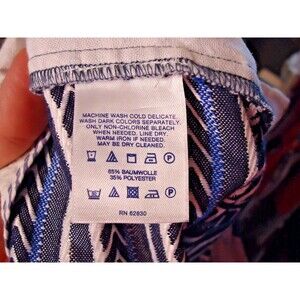 MACHINE WASH COLD DELICATE.
WASH DARK COLORS SEPARATELY.
ONLY NON-CHLORINE BLEACH
WHEN NEEDED. LINE DRY.
WARM IRON IF NEEDED.
MAY BE DRY CLEANED.
P
65% BAUMWOLLE
35% POLYESTER
P
RN 62830